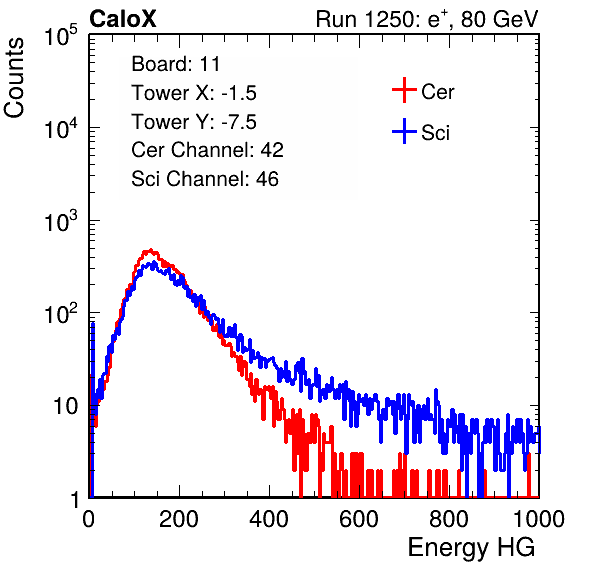 CaloX Run 1250: e⁺, 80 GeV
Counts
10⁵
10⁴
10³
10²
10
1
Board: 11
Tower X: -1.5
Tower Y: -7.5
Cer Channel: 42
Sci Channel: 46
Cer
Sci
0 200 400 600 800 1000
Energy HG